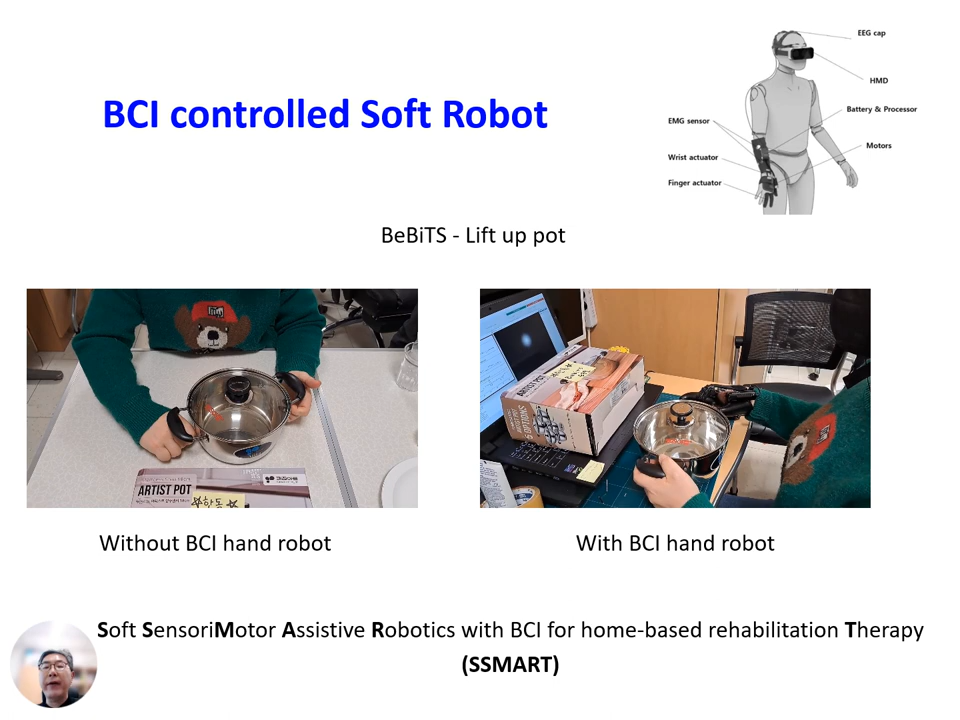 BCI controlled Soft Robot
EEG cap
HMD
Battery & Processor
EMG sensor
Motors
Wrist actuator
Finger actuator
BeBiTS - Lift up pot
ARTIST POT
ARTIST POT
6 OPTIONS
Without BCI hand robot
With BCI hand robot
Soft SensoriMotor Assistive Robotics with BCI for home-based rehabilitation Therapy
(SSMART)